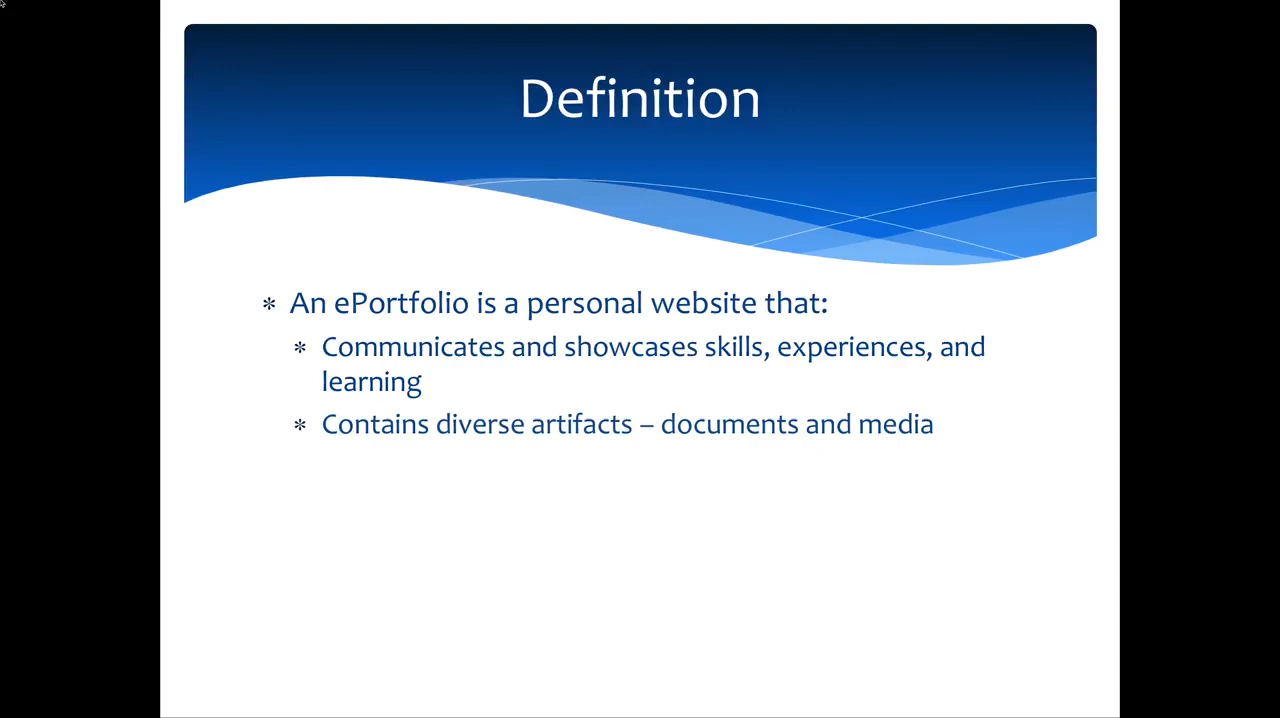 Definition
* An ePortfolio is a personal website that:
* Communicates and showcases skills, experiences, and
learning
* Contains diverse artifacts – documents and media